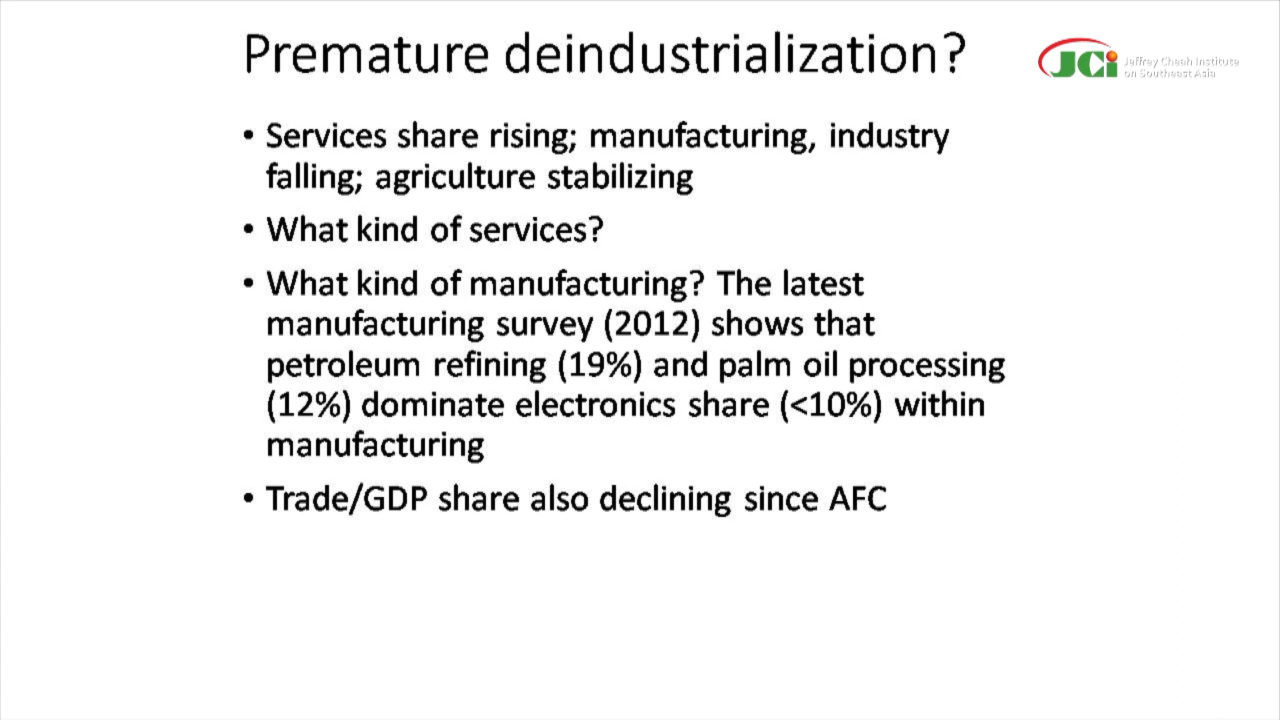 Premature deindustrialization?
JCi
Jeffrey Cheah Institute
on Southeast Asia
• Services share rising; manufacturing, industry
falling; agriculture stabilizing
• What kind of services?
• What kind of manufacturing? The latest
manufacturing survey (2012) shows that
petroleum refining (19%) and palm oil processing
(12%) dominate electronics share (<10%) within
manufacturing
• Trade/GDP share also declining since AFC